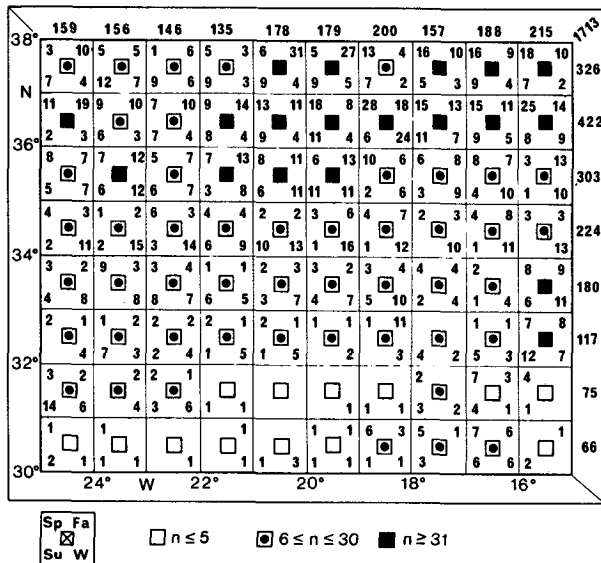 159 156 146 135 178 179 200 157 188 215 1713
38° 3 10 5 5 1 6 5 3 6 31 5 27 13 4 16 10 16 9 18 10
326
N 7 4 12 7 9 6 9 3 9 4 9 5 7 2 5 3 9 4 7 2
11 19 9 10 7 10 9 14 13 11 18 8 28 18 15 13 15 11 25 14
422
36° 2 3 6 3 7 4 8 4 9 4 11 4 6 24 11 7 9 5 8 9
8 7 7 12 5 7 7 13 8 11 6 13 10 6 6 8 8 7 3 13
303
5 7 6 12 6 7 3 8 6 11 11 11 2 6 3 9 4 10 1 10
4 3 1 2 6 3 4 4 2 2 3 6 4 7 2 3 4 8 3 3
224
34° 2 11 2 15 3 14 6 9 10 13 1 16 1 12 10 1 11 13
3 2 9 3 3 4 1 1 2 3 3 2 3 4 4 4 2 8 9
180
4 8 8 8 7 6 5 3 7 4 7 5 10 2 4 1 4 6 11
2 1 1 1 2 2 2 1 2 1 1 1 1 11 1 1 7 8
117
32° 4 7 3 2 4 1 5 1 5 2 3 4 2 5 3 12 7
3 2 2 2 1 2 7 3 4
75
14 6 4 3 6 1 1 1 1 3 2 4 1 1
1 1 1 1 6 3 5 1 7 6 1
66
30° 2 1 1 1 1 1 1 3 1 1 6 1 3 6 6 2
24° W 22° 20° 18° 16°
Sp Fa
Su W
n ≤ 5 6 ≤ n ≤ 30 n ≥ 31